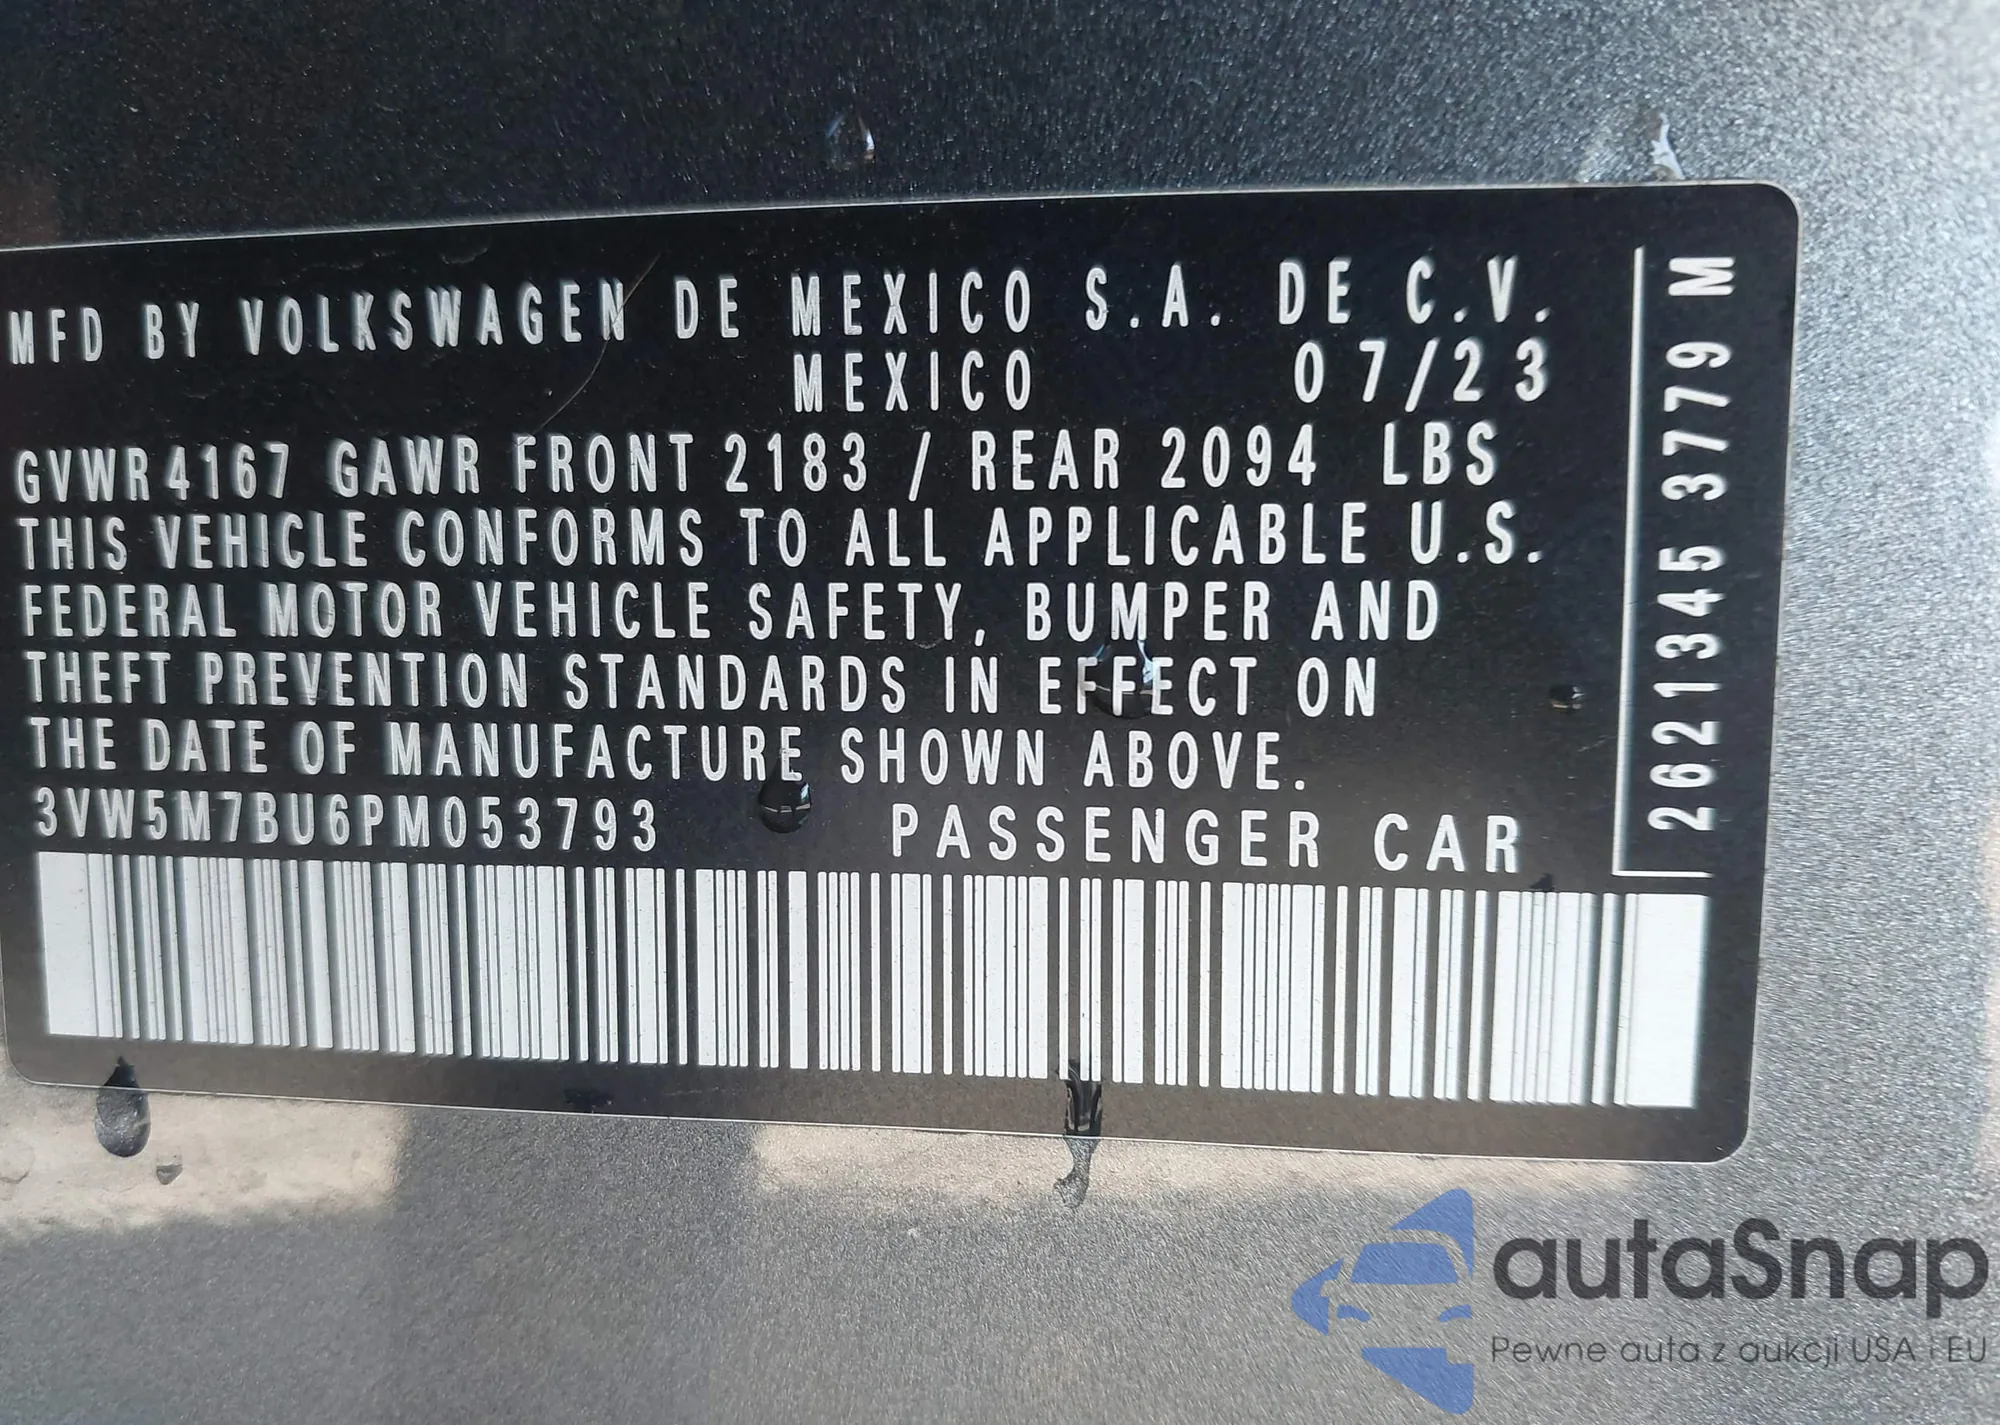 MFD BY VOLKSWAGEN DE MEXICO S.A. DE C.V.
MEXICO 07/23
GVWR 4167 GAWR FRONT 2183 / REAR 2094 LBS
THIS VEHICLE CONFORMS TO ALL APPLICABLE U.S.
FEDERAL MOTOR VEHICLE SAFETY, BUMPER AND
THEFT PREVENTION STANDARDS IN EFFECT ON
THE DATE OF MANUFACTURE SHOWN ABOVE.
3VW5M7BU6PM053793 PASSENGER CAR
2621345 3779 M
autaSnap
Pewne auta z aukcji USA i EU